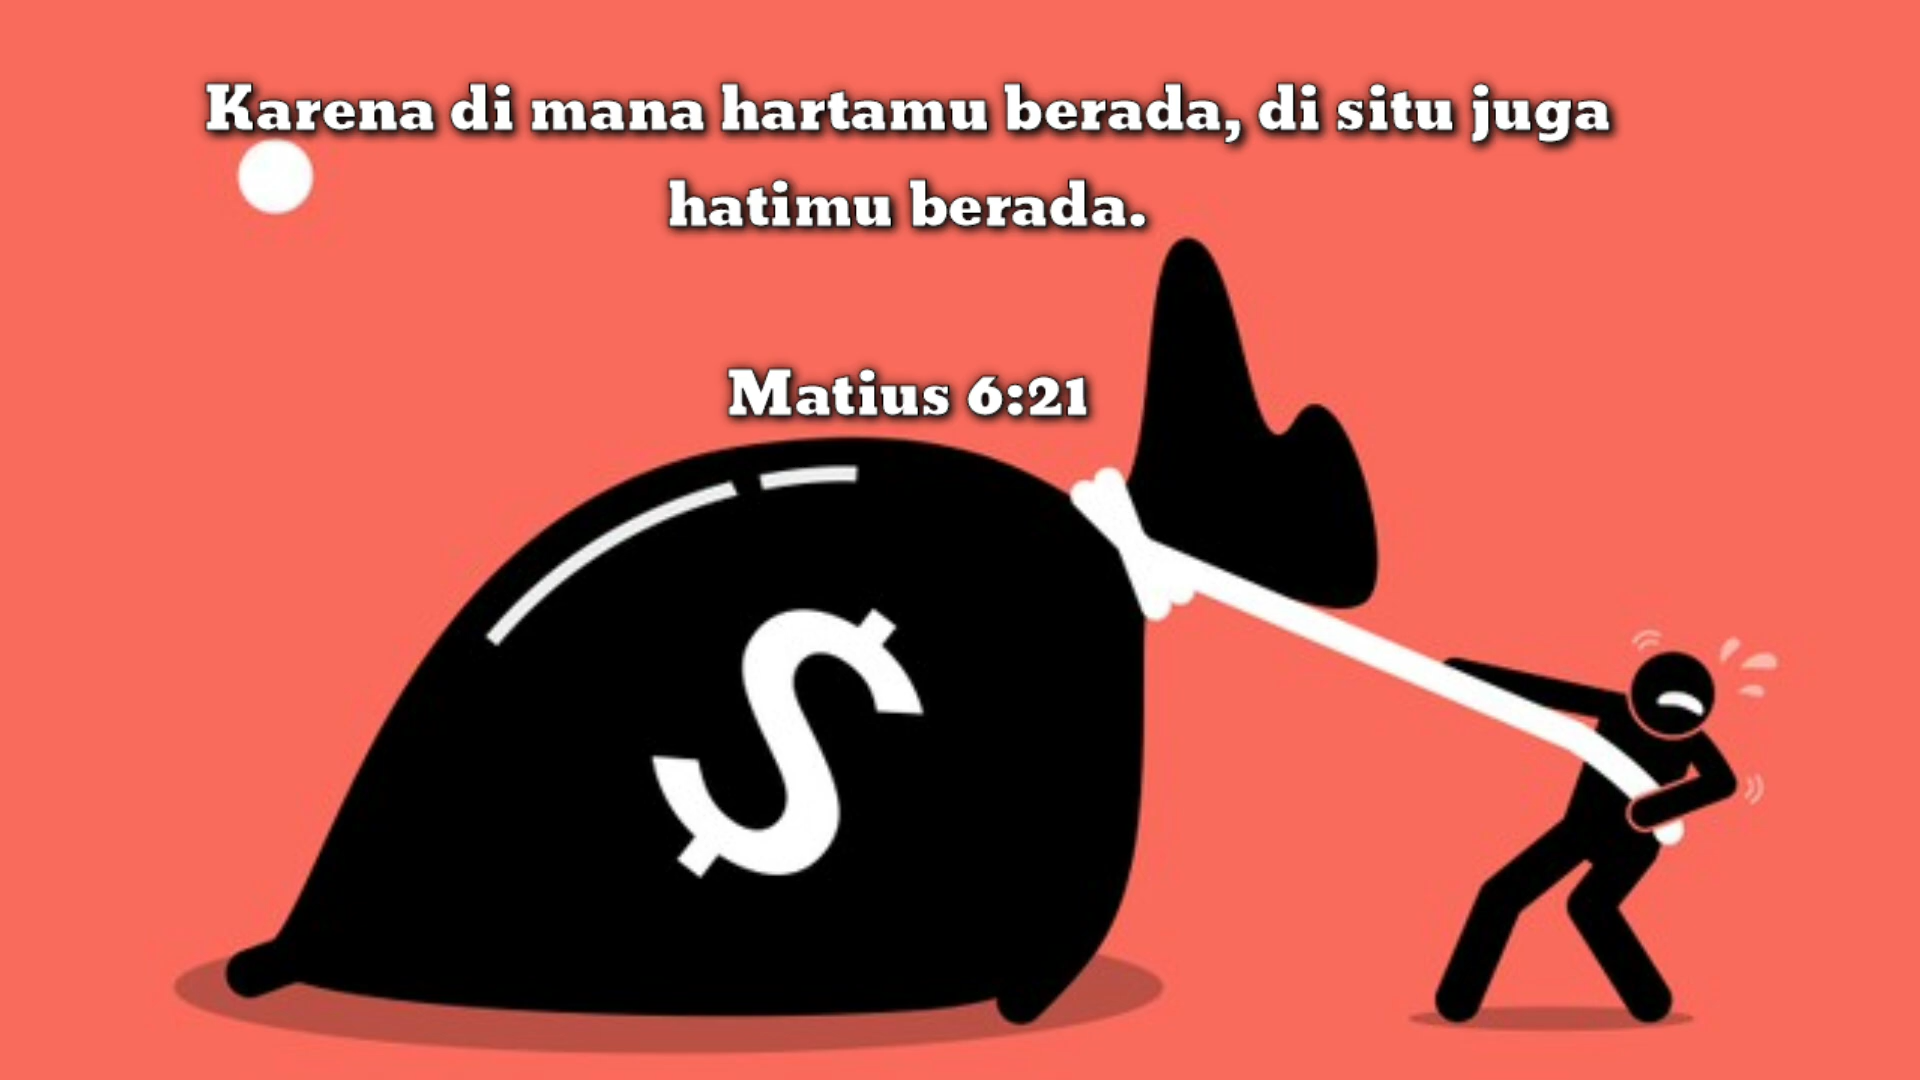 Karena di mana hartamu berada, di situ juga
hatimu berada.
Matius 6:21
$